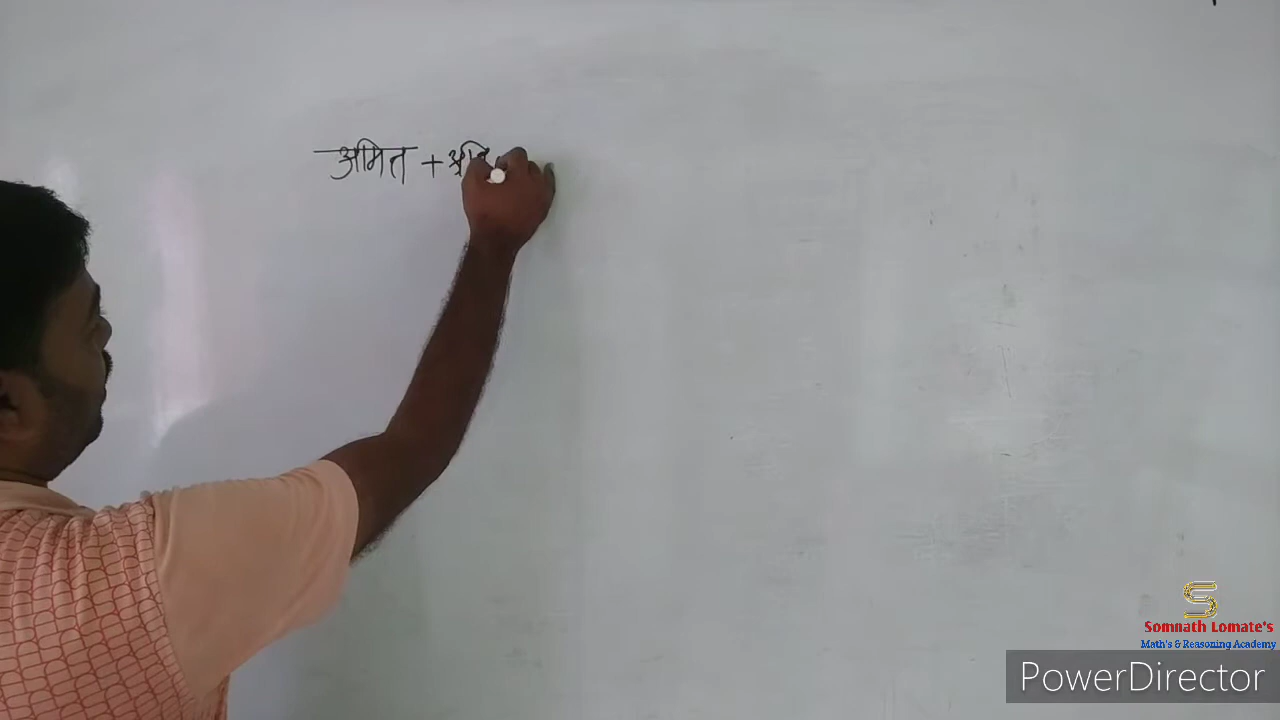 अमित +
Somnath Lomate's
Math's & Reasoning Academy
PowerDirector